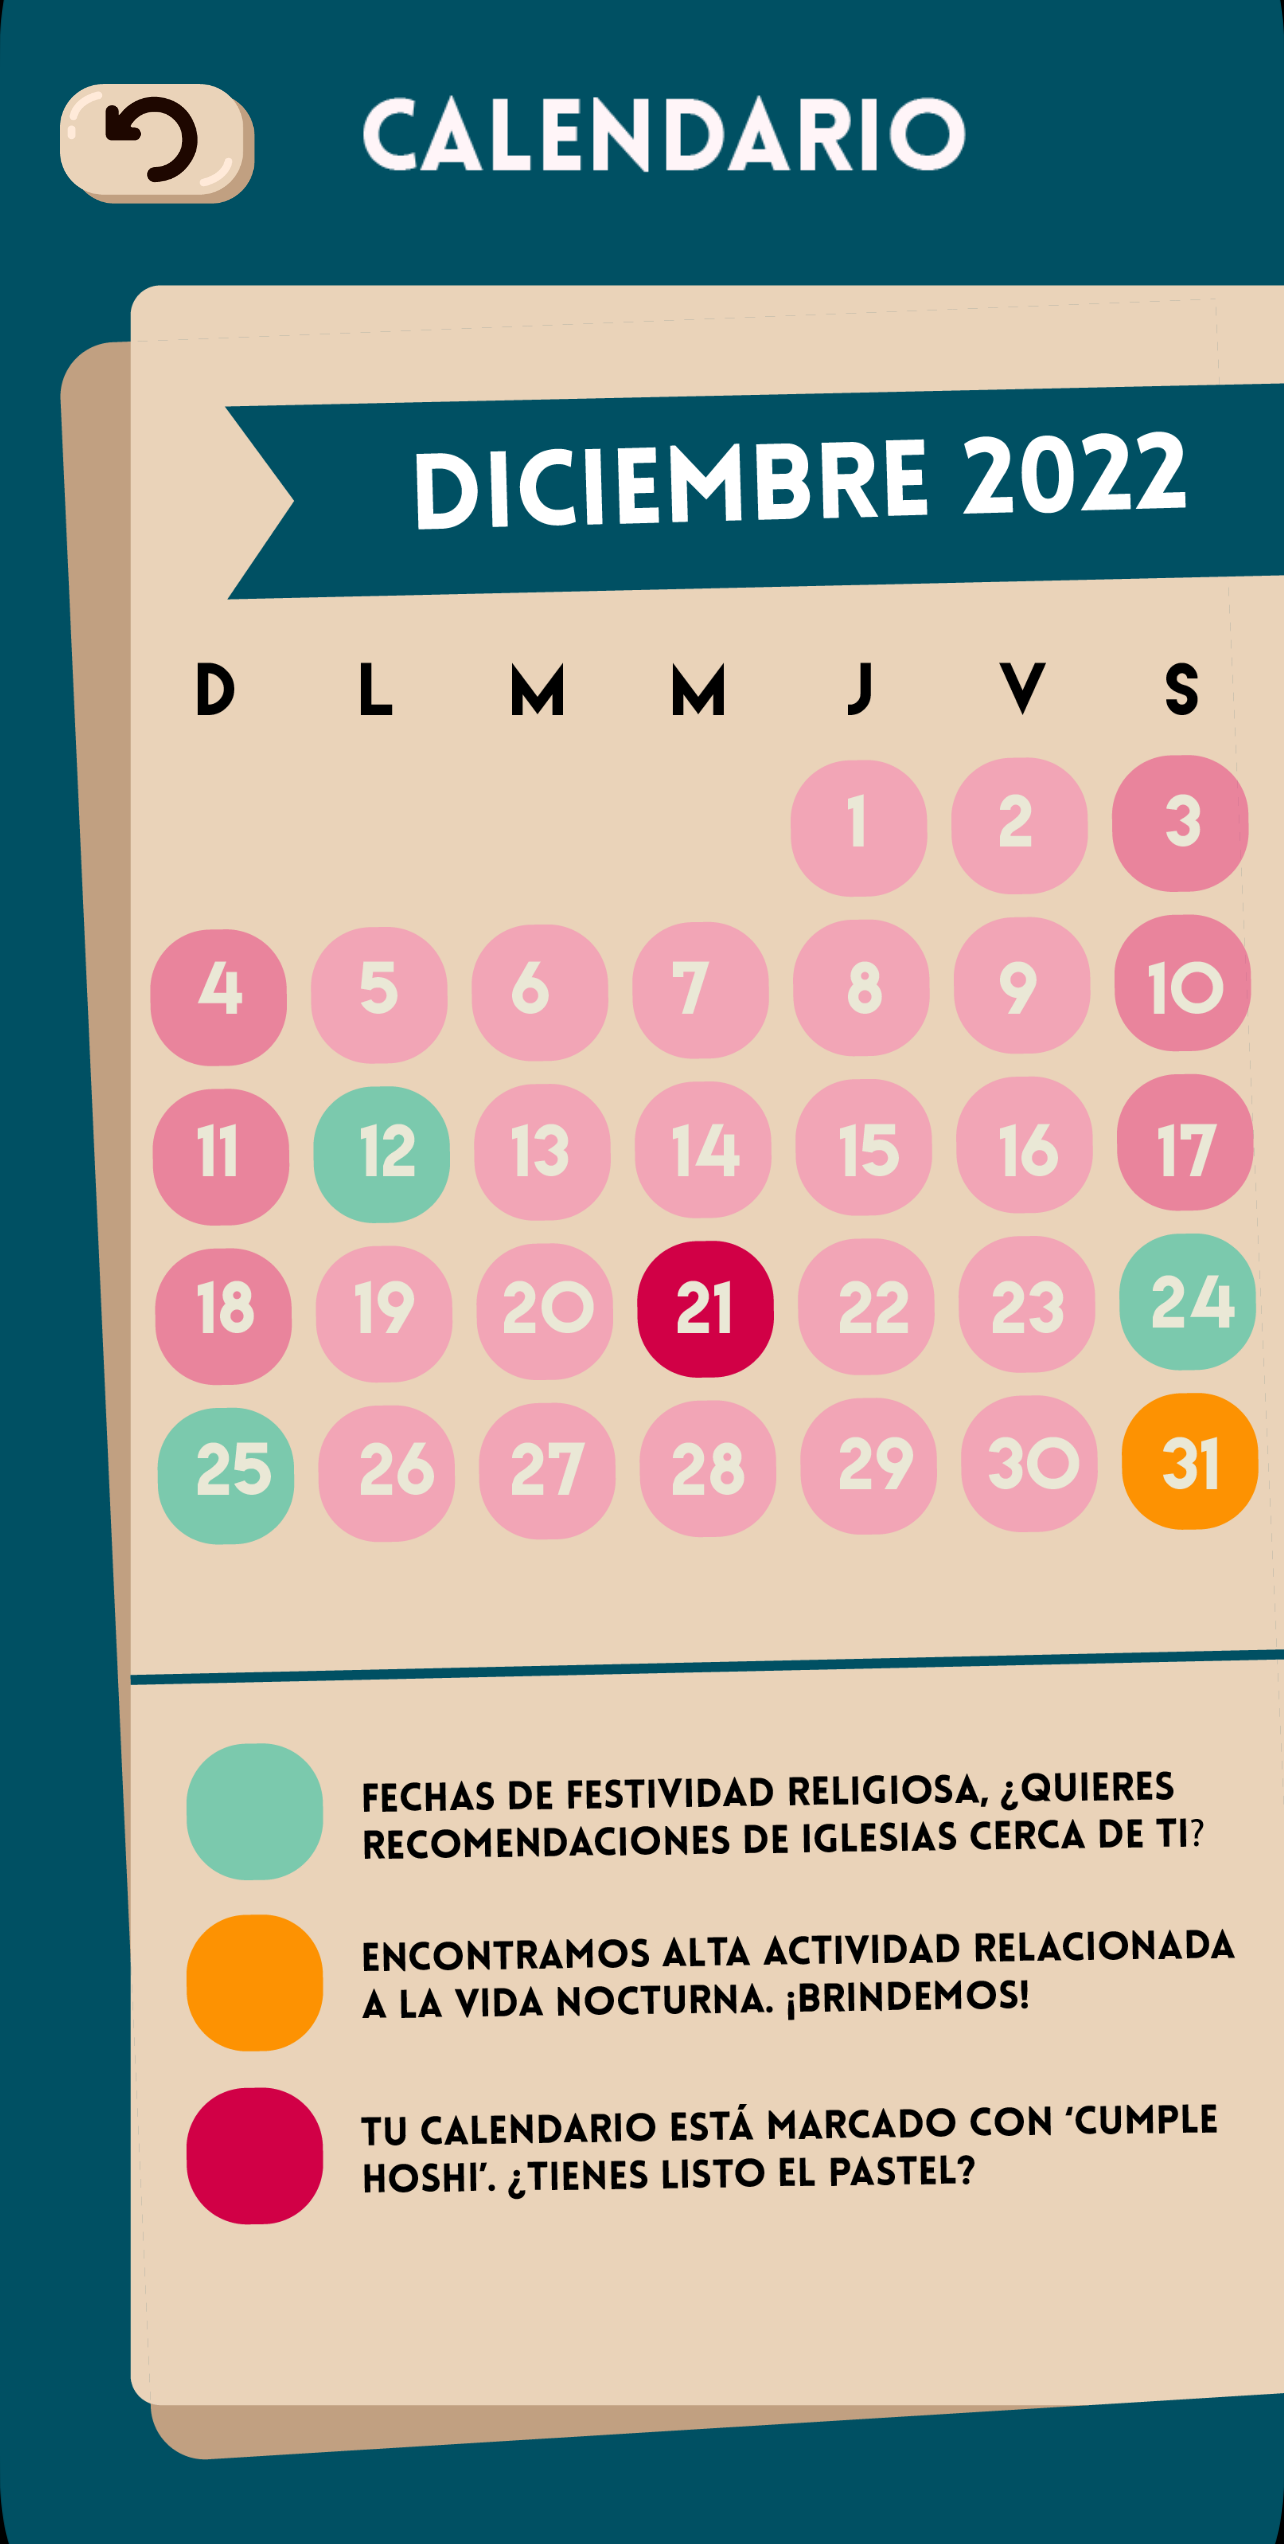 CALENDARIO
DICIEMBRE 2022
D L M M J V S
1 2 3
4 5 6 7 8 9 10
11 12 13 14 15 16 17
18 19 20 21 22 23 24
25 26 27 28 29 30 31
FECHAS DE FESTIVIDAD RELIGIOSA, ¿QUIERES
RECOMENDACIONES DE IGLESIAS CERCA DE TI?
ENCONTRAMOS ALTA ACTIVIDAD RELACIONADA
A LA VIDA NOCTURNA. ¡BRINDEMOS!
TU CALENDARIO ESTÁ MARCADO CON ‘CUMPLE
HOSHI’. ¿TIENES LISTO EL PASTEL?